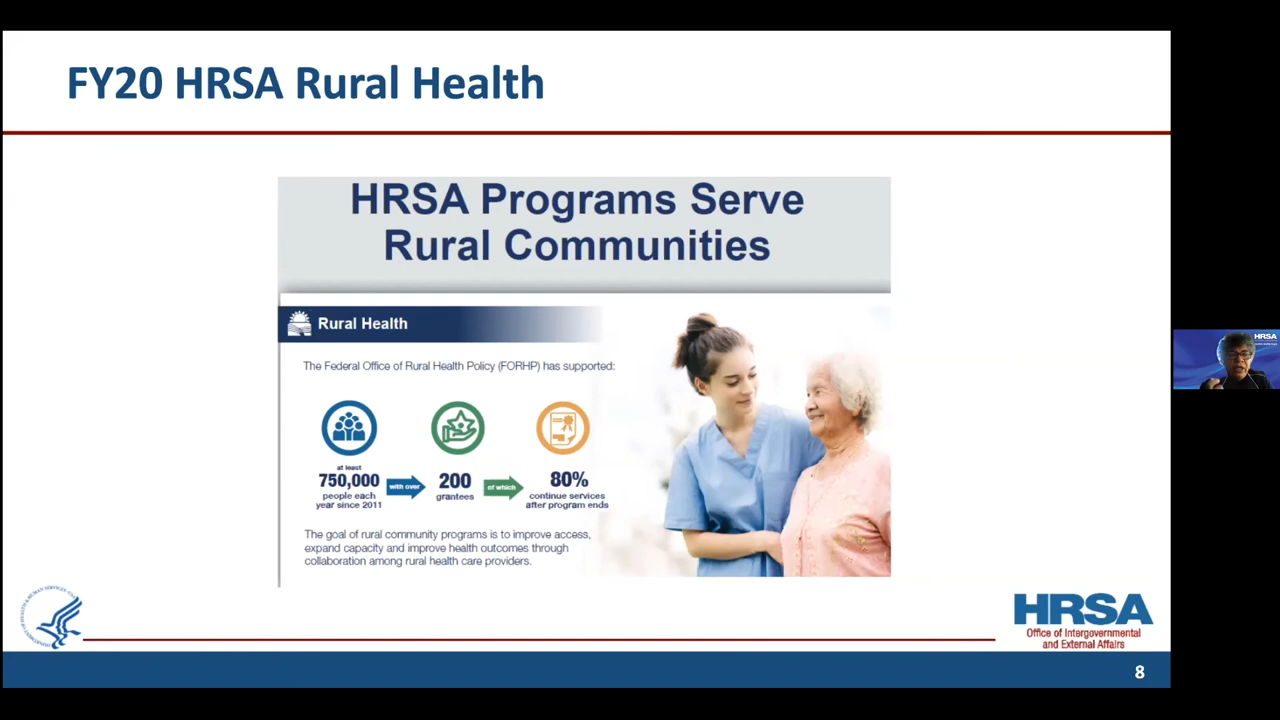 FY20 HRSA Rural Health
HRSA Programs Serve
Rural Communities
Rural Health
The Federal Office of Rural Health Policy (FORHP) has supported:
at least
750,000
people each
year since 2011
with over
200
grantees
of which
80%
continue services
after program ends
The goal of rural community programs is to improve access,
expand capacity and improve health outcomes through
collaboration among rural health care providers.
HRSA
HRSA
Office of Intergovernmental
and External Affairs
8